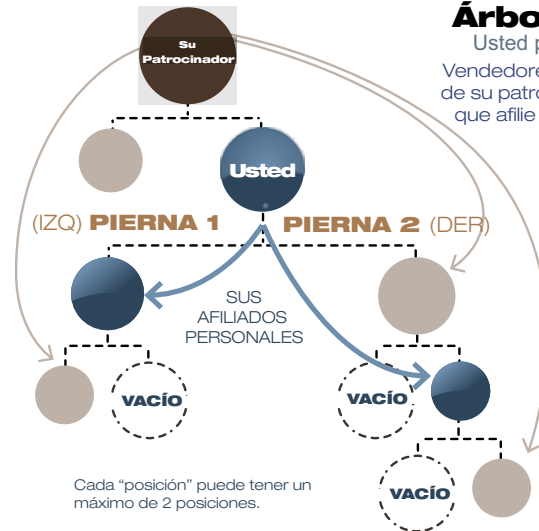 Árbo
Usted p
Vendedore
de su patro
que afilie
Su
Patrocinador
Usted
(IZQ) PIERNA 1
PIERNA 2 (DER)
SUS
AFILIADOS
PERSONALES
VACÍO
VACÍO
VACÍO
Cada “posición” puede tener un
máximo de 2 posiciones.